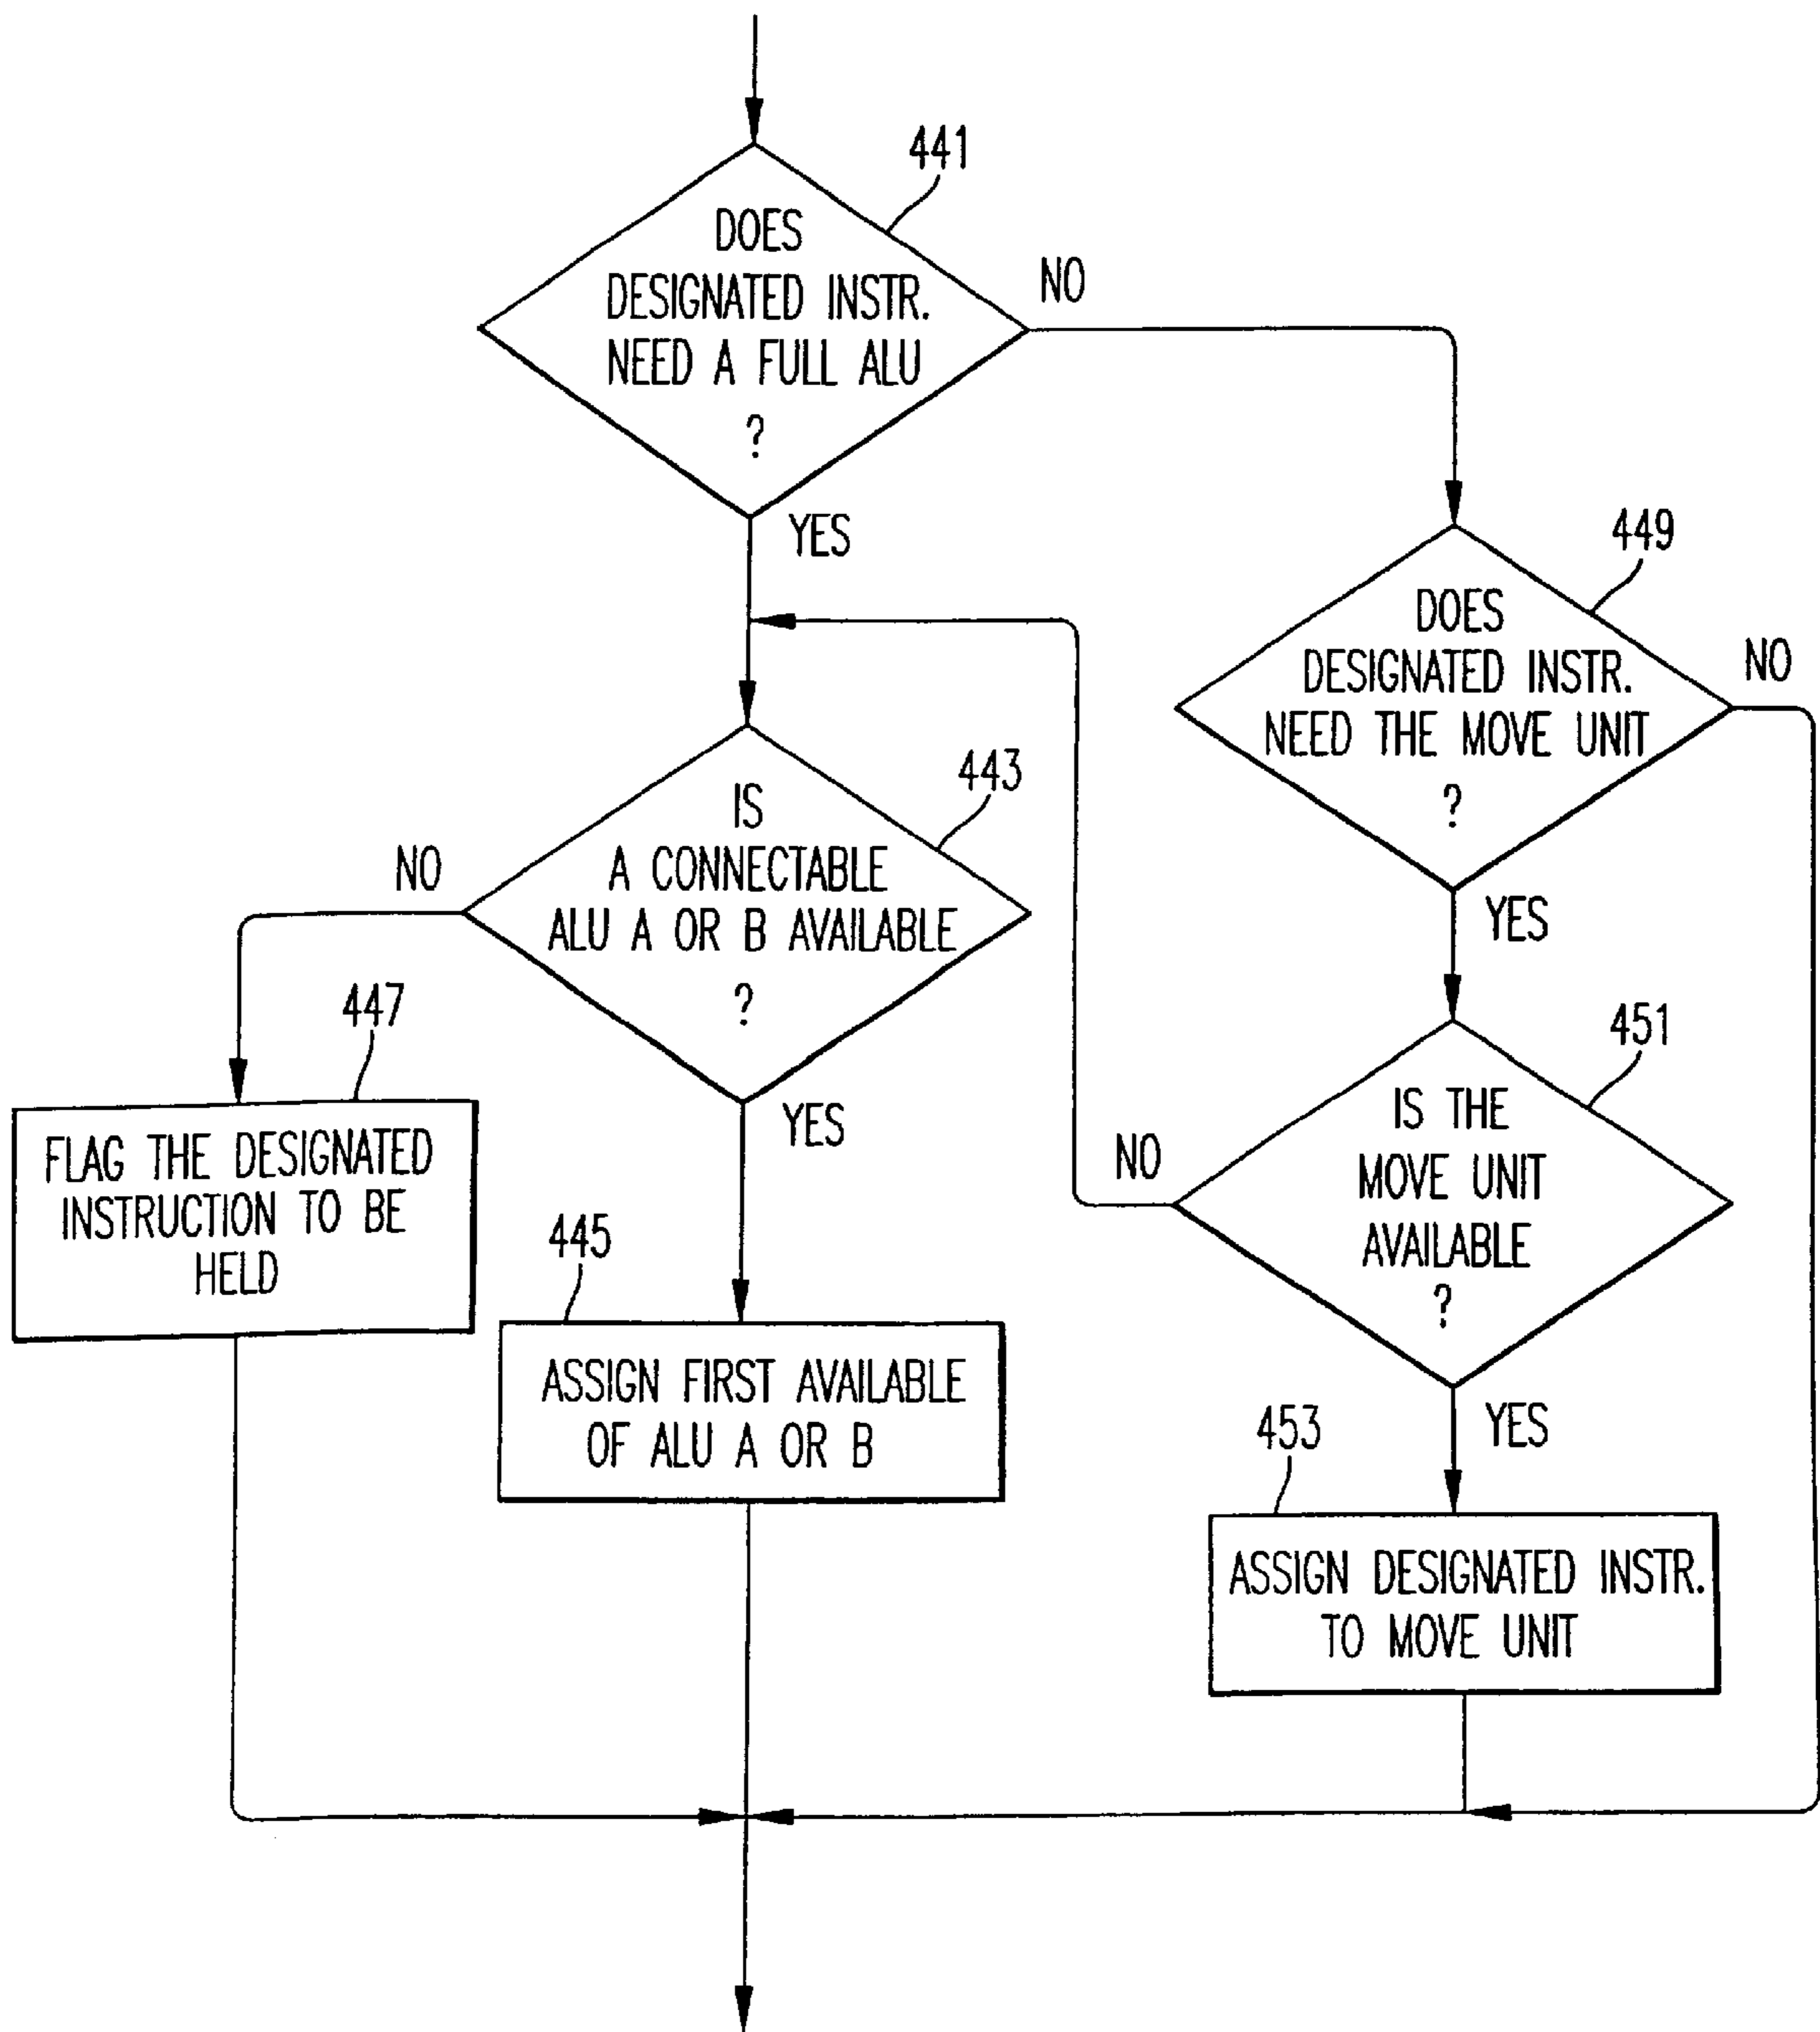 441
DOES
DESIGNATED INSTR.
NEED A FULL ALU
?
NO
YES
449
DOES
DESIGNATED INSTR.
NEED THE MOVE UNIT
?
NO
YES
443
IS
A CONNECTABLE
ALU A OR B AVAILABLE
?
NO
YES
447
FLAG THE DESIGNATED
INSTRUCTION TO BE
HELD
451
IS THE
MOVE UNIT
AVAILABLE
?
NO
YES
445
ASSIGN FIRST AVAILABLE
OF ALU A OR B
453
ASSIGN DESIGNATED INSTR.
TO MOVE UNIT